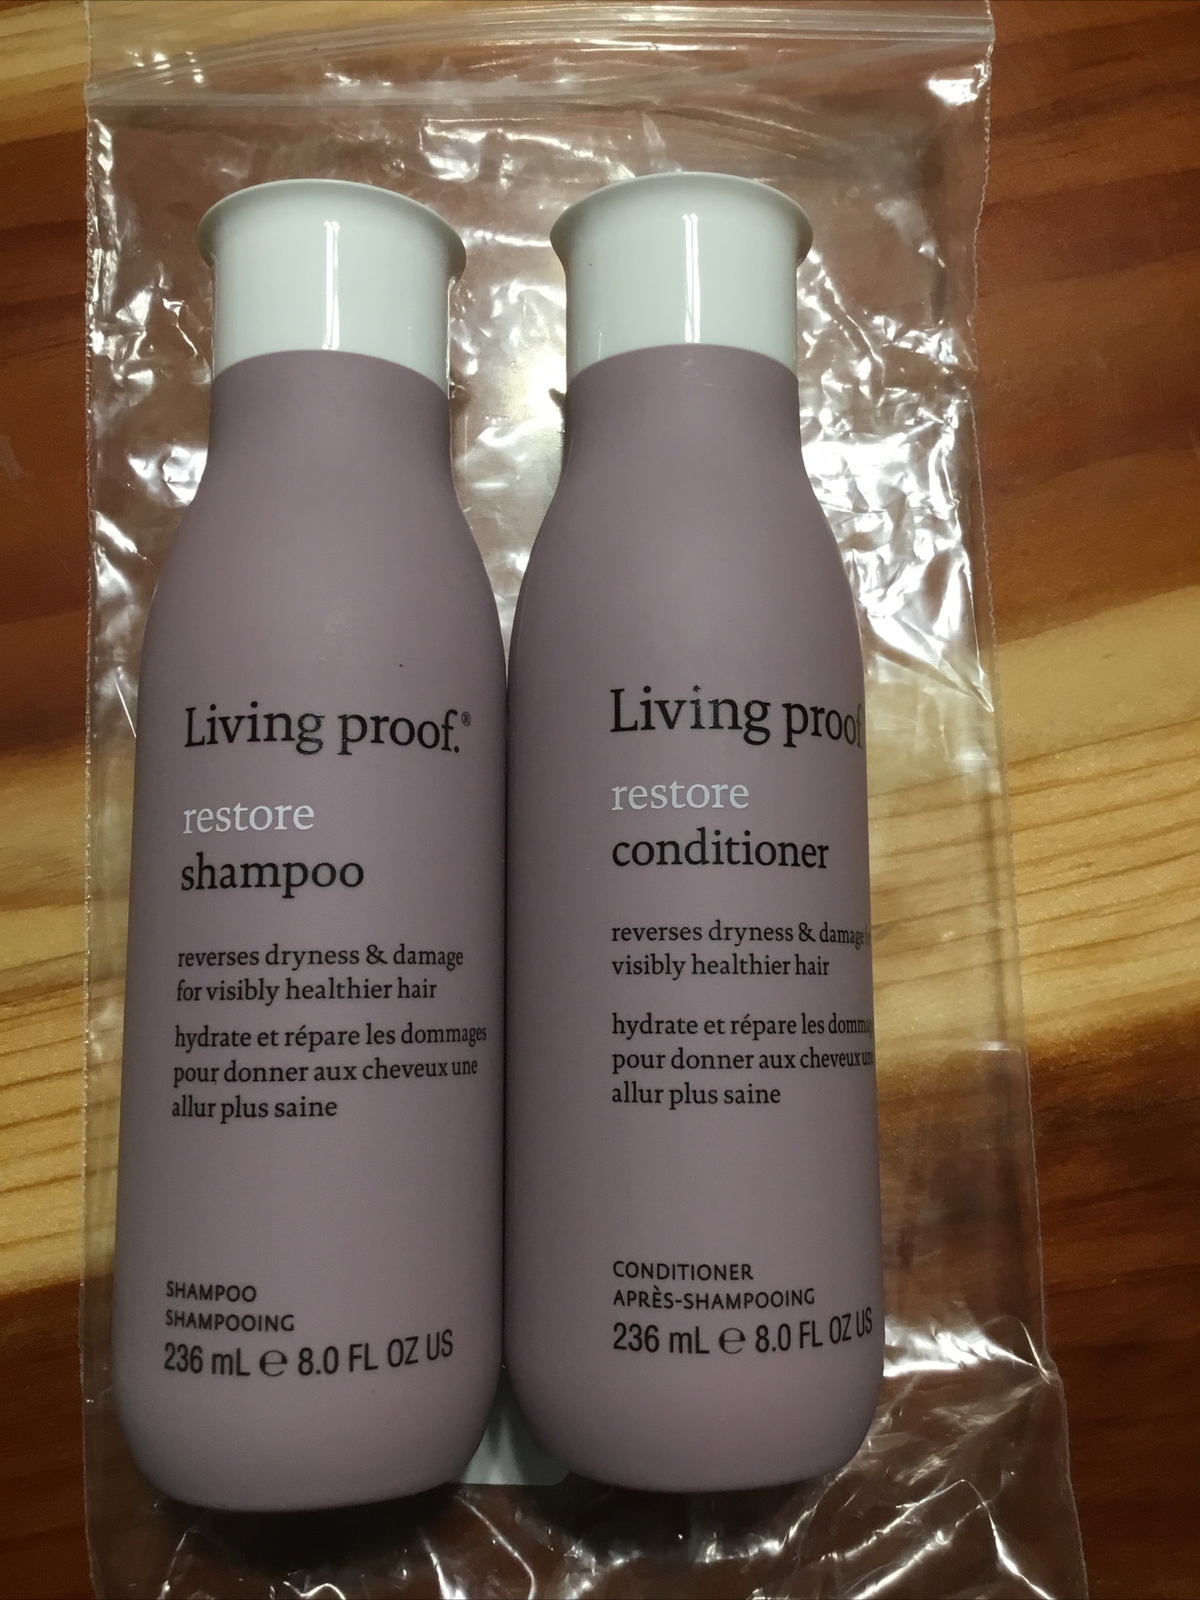 Living proof.®
restore
shampoo
reverses dryness & damage
for visibly healthier hair
hydrate et répare les dommages
pour donner aux cheveux une
allur plus saine
SHAMPOO
SHAMPOOING
236 mL ℮ 8.0 FL OZ US
Living proof
restore
conditioner
reverses dryness & damage
visibly healthier hair
hydrate et répare les
pour donner aux cheveux
allur plus saine
CONDITIONER
APRÈS-SHAMPOOING
236 mL ℮ 8.0 FL OZ US